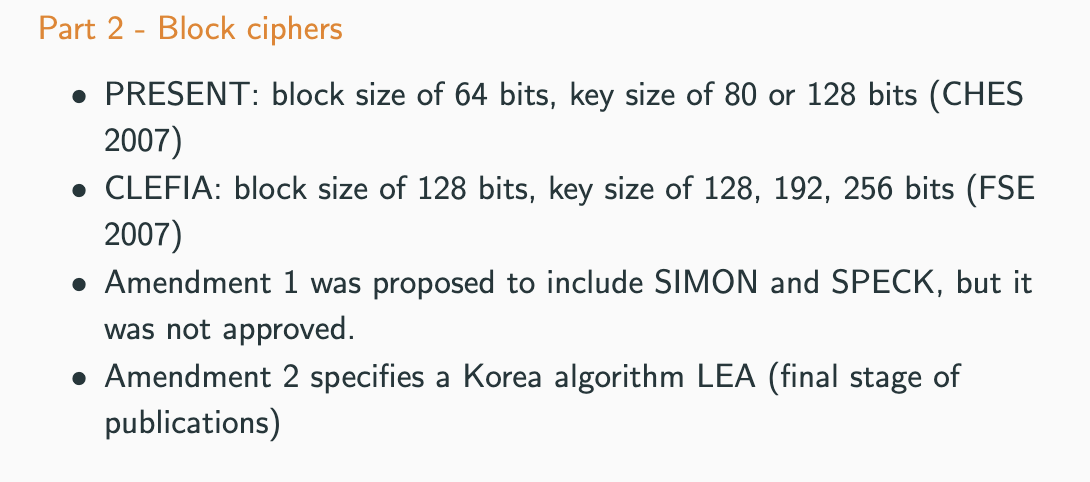 Part 2 - Block ciphers
• PRESENT: block size of 64 bits, key size of 80 or 128 bits (CHES
2007)
• CLEFIA: block size of 128 bits, key size of 128, 192, 256 bits (FSE
2007)
• Amendment 1 was proposed to include SIMON and SPECK, but it
was not approved.
• Amendment 2 specifies a Korea algorithm LEA (final stage of
publications)